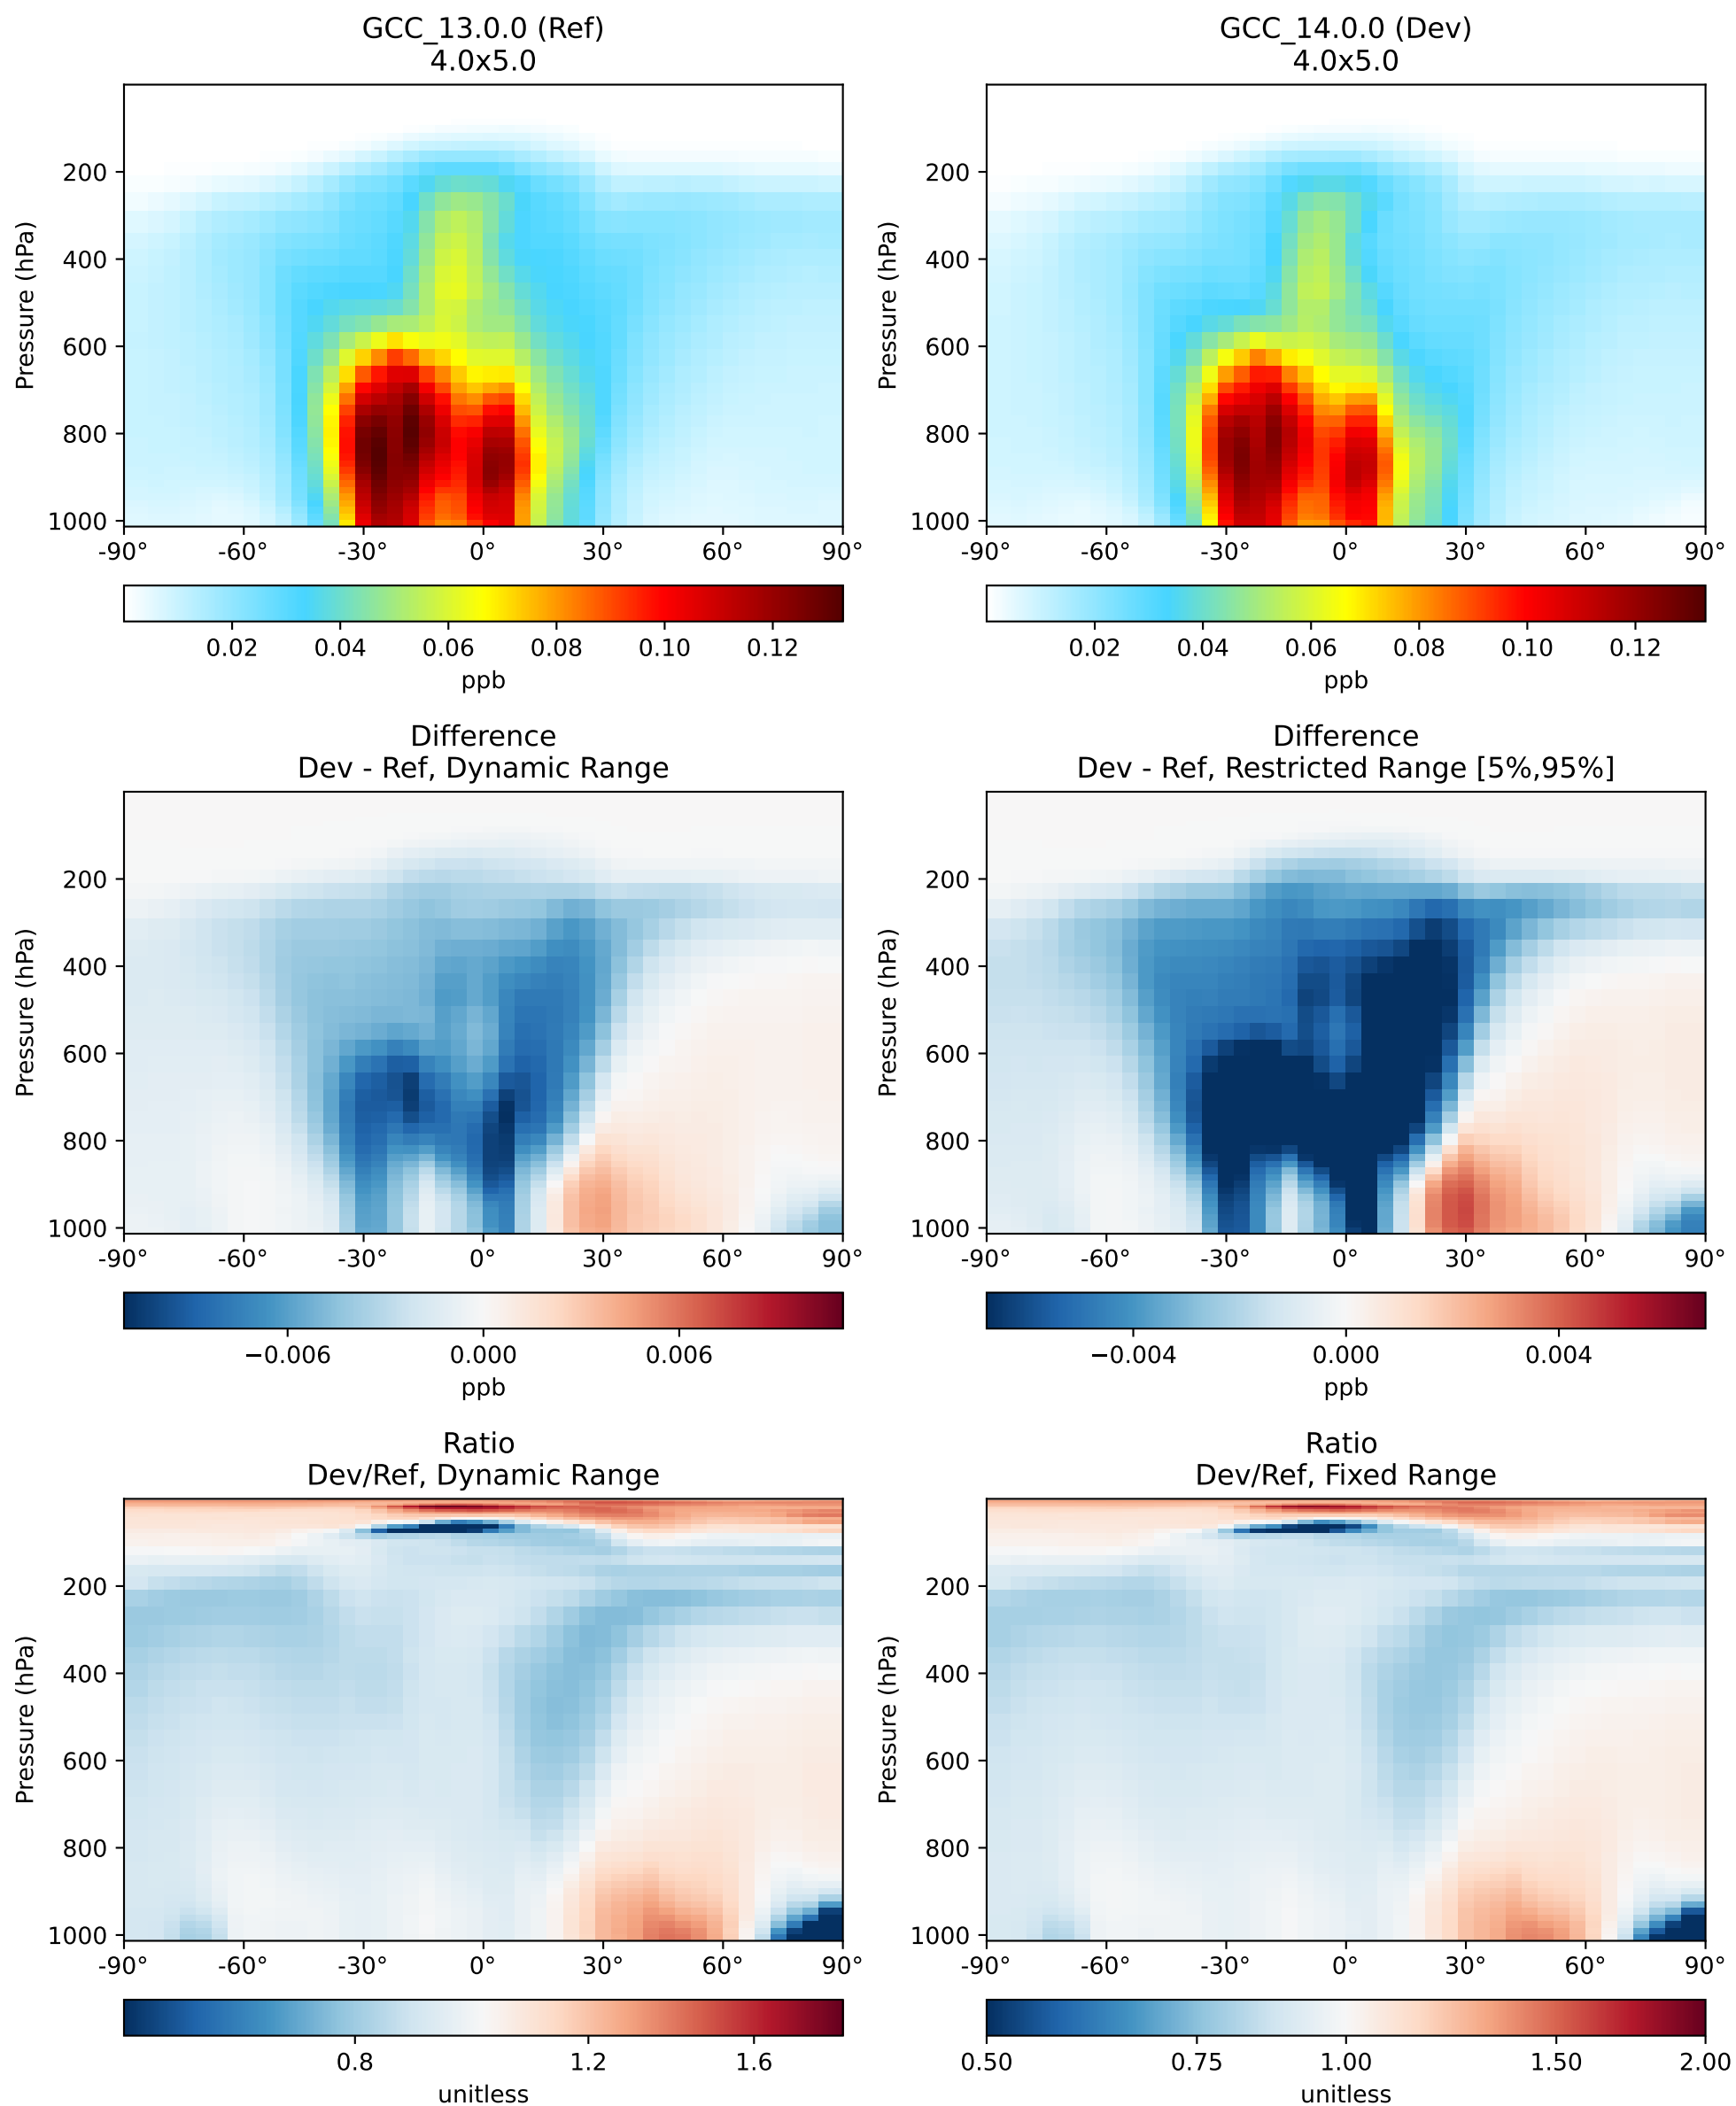 GCC_13.0.0 (Ref)
4.0x5.0
Pressure (hPa)
200
400
600
800
1000
-90° -60° -30° 0° 30° 60° 90°
0.02 0.04 0.06 0.08 0.10 0.12
ppb
GCC_14.0.0 (Dev)
4.0x5.0
Pressure (hPa)
200
400
600
800
1000
-90° -60° -30° 0° 30° 60° 90°
0.02 0.04 0.06 0.08 0.10 0.12
ppb
Difference
Dev - Ref, Dynamic Range
Pressure (hPa)
200
400
600
800
1000
-90° -60° -30° 0° 30° 60° 90°
−0.006 0.000 0.006
ppb
Difference
Dev - Ref, Restricted Range [5%,95%]
Pressure (hPa)
200
400
600
800
1000
-90° -60° -30° 0° 30° 60° 90°
−0.004 0.000 0.004
ppb
Ratio
Dev/Ref, Dynamic Range
Pressure (hPa)
200
400
600
800
1000
-90° -60° -30° 0° 30° 60° 90°
0.8 1.2 1.6
unitless
Ratio
Dev/Ref, Fixed Range
Pressure (hPa)
200
400
600
800
1000
-90° -60° -30° 0° 30° 60° 90°
0.50 0.75 1.00 1.50 2.00
unitless